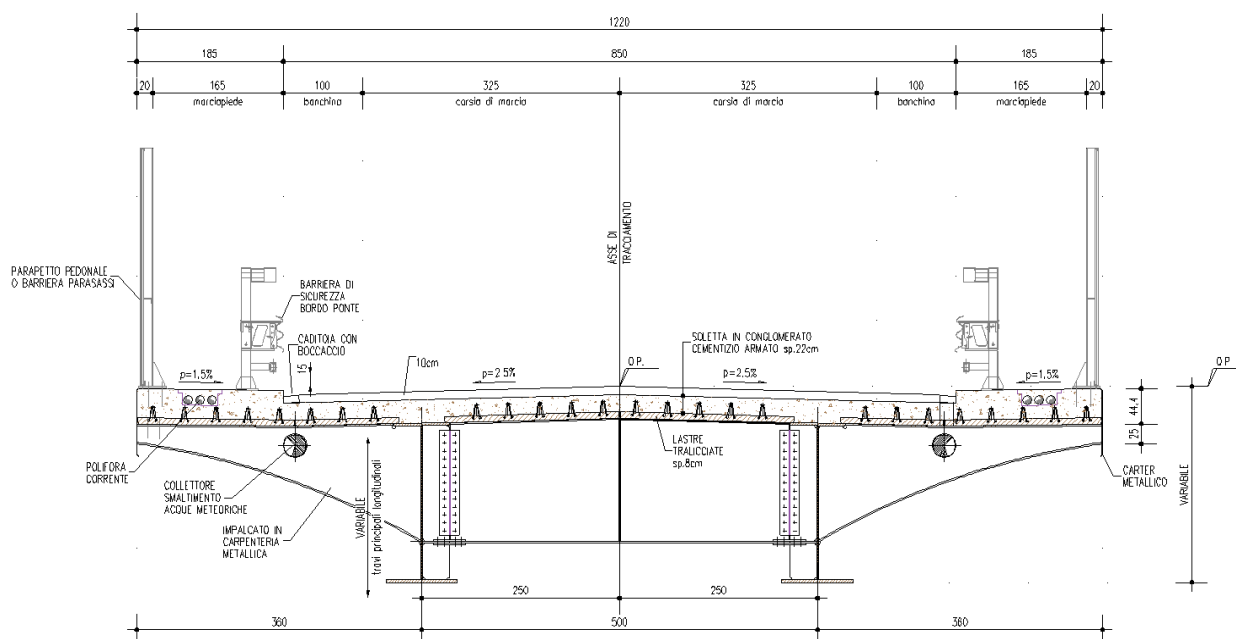 1220
185 850 185
20 165 100 325 325 100 165 20
marciapiede banchina corsia di marcia corsia di marcia banchina marciapiede
ASSE DI
TRACCIAMENTO
PARAPETTO PEDONALE
O BARRIERA PARASASSI
BARRIERA DI
SICUREZZA
BORDO PONTE
CADITOIA CON
BOCCACCIO
15
10cm
SOLETTA IN CONGLOMERATO
CEMENTIZIO ARMATO sp.22cm
Q.P.
Q.P.
p=1,5% p=2.5% p=2.5% p=1,5%
44,4
25
VARIABILE
LASTRE
TRALICCIATE
sp.8cm
POLIFORA
CORRENTE
COLLETTORE
SMALTIMENTO
ACQUE METEORICHE
IMPALCATO IN
CARPENTERIA
METALLICA
VARIABILE
travi principali longitudinali
CARTER
METALLICO
250 250
360 500 360